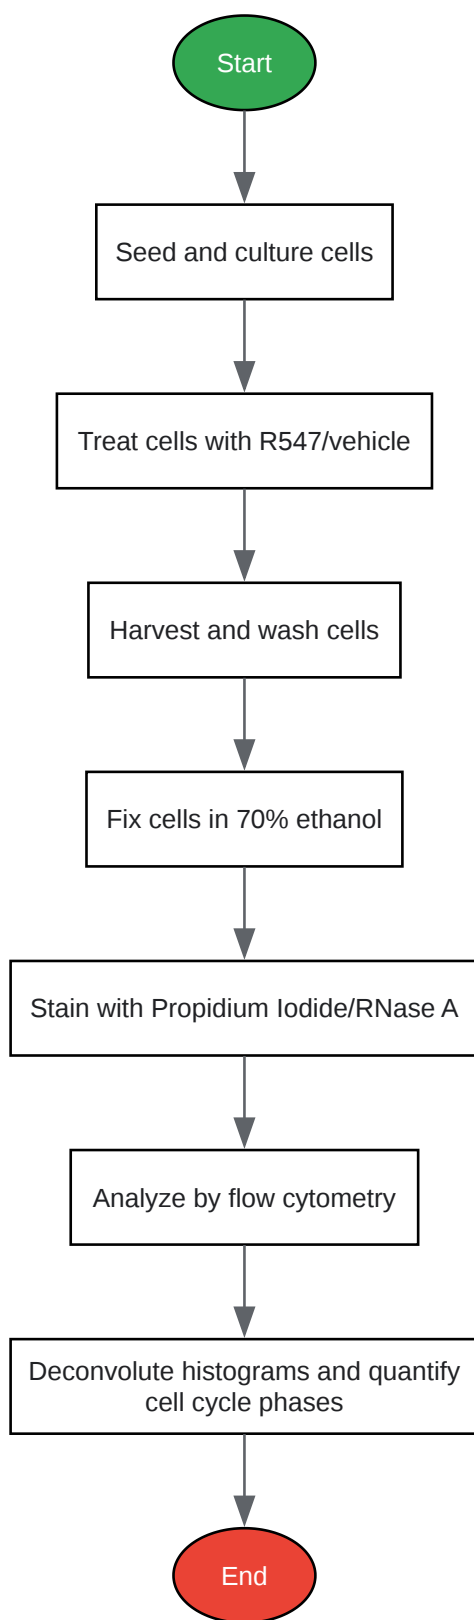 Start
Seed and culture cells
Treat cells with R547/vehicle
Harvest and wash cells
Fix cells in 70% ethanol
Stain with Propidium Iodide/RNase A
Analyze by flow cytometry
Deconvolute histograms and quantify
cell cycle phases
End